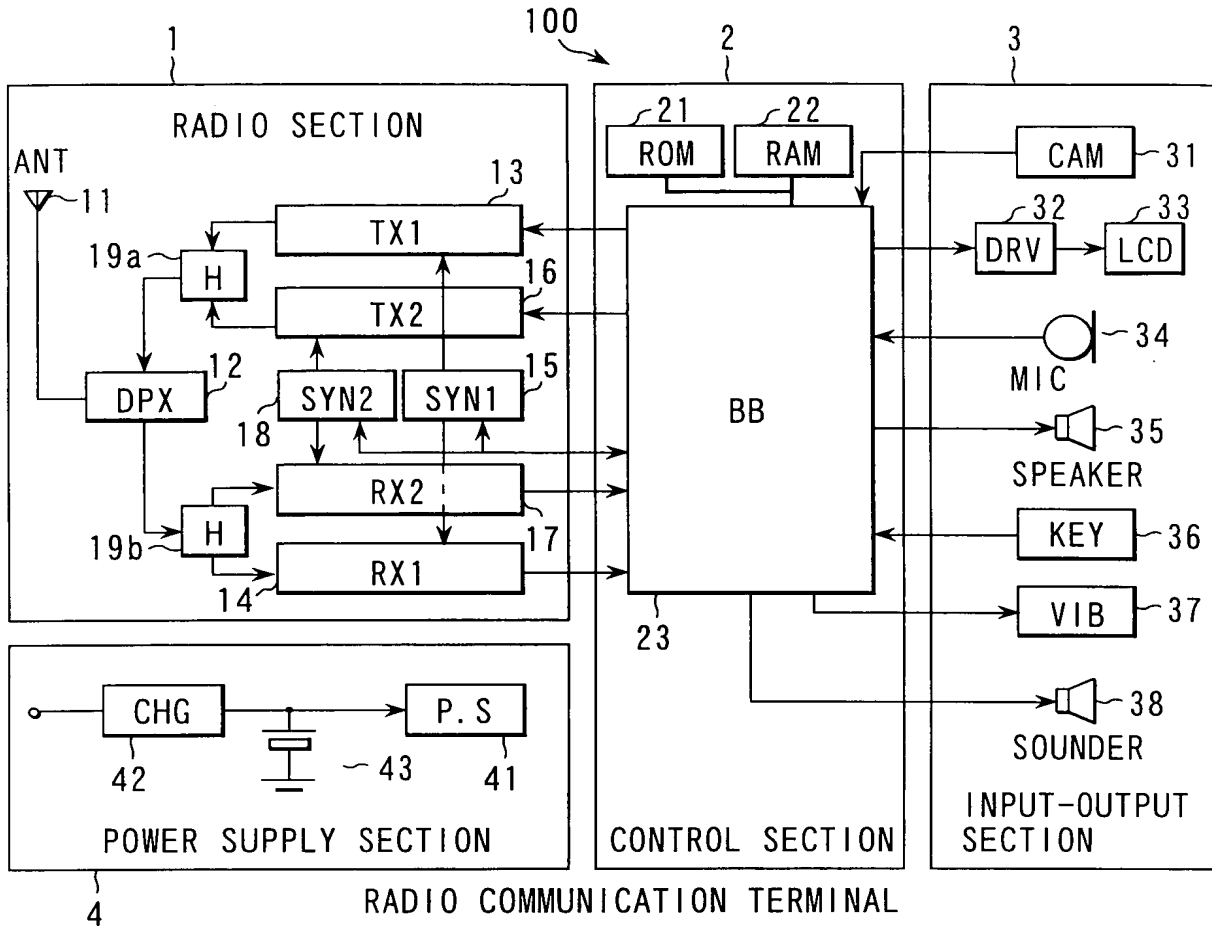 100
1
2
3
RADIO SECTION
21
22
ROM
RAM
CAM
31
ANT
11
13
TX1
32
33
DRV
LCD
19a
H
16
TX2
34
MIC
12
DPX
15
SYN2
SYN1
18
BB
35
SPEAKER
RX2
17
19b
H
KEY
36
RX1
14
VIB
37
23
CHG
P.S
42
43
41
38
SOUNDER
POWER SUPPLY SECTION
CONTROL SECTION
INPUT-OUTPUT
SECTION
4
RADIO COMMUNICATION TERMINAL